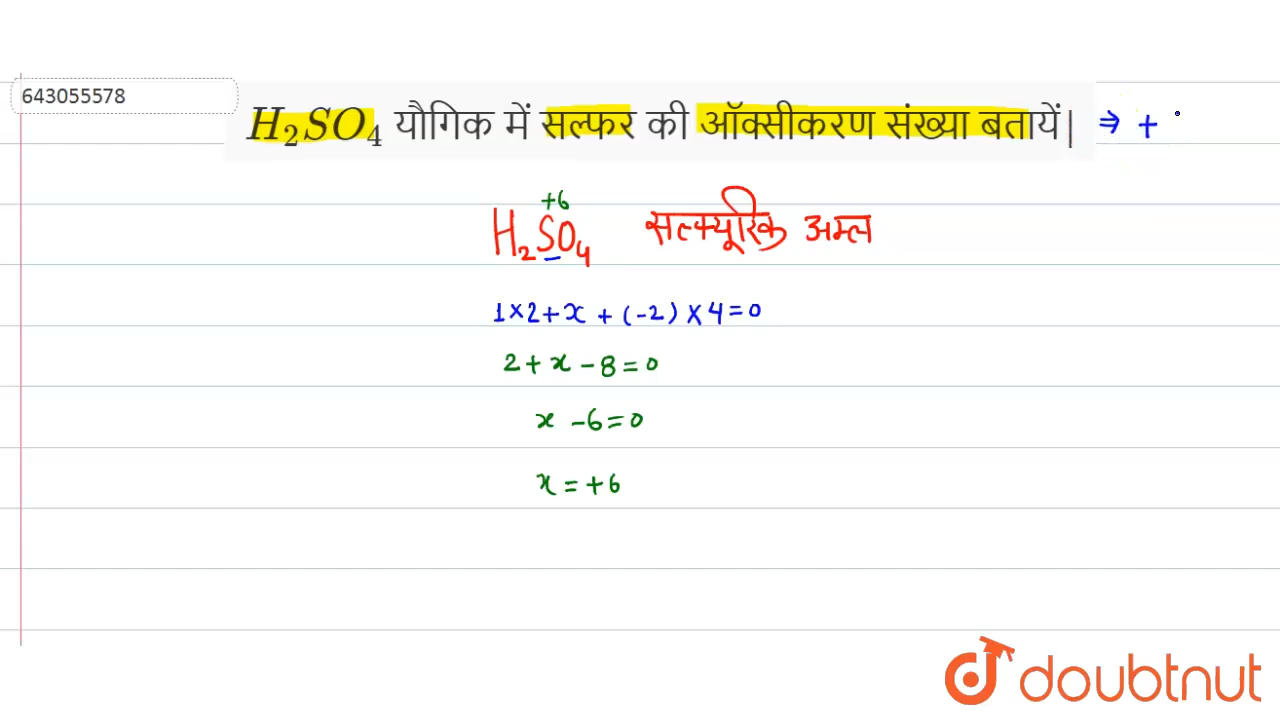 643055578
H₂SO₄ यौगिक में सल्फर की ऑक्सीकरण संख्या बतायें| ⇒ +
+6
H₂SO₄ सल्फ्यूरिक अम्ल
1×2+x+(-2)×4=0
2+x-8=0
x-6=0
x=+6
doubtnut